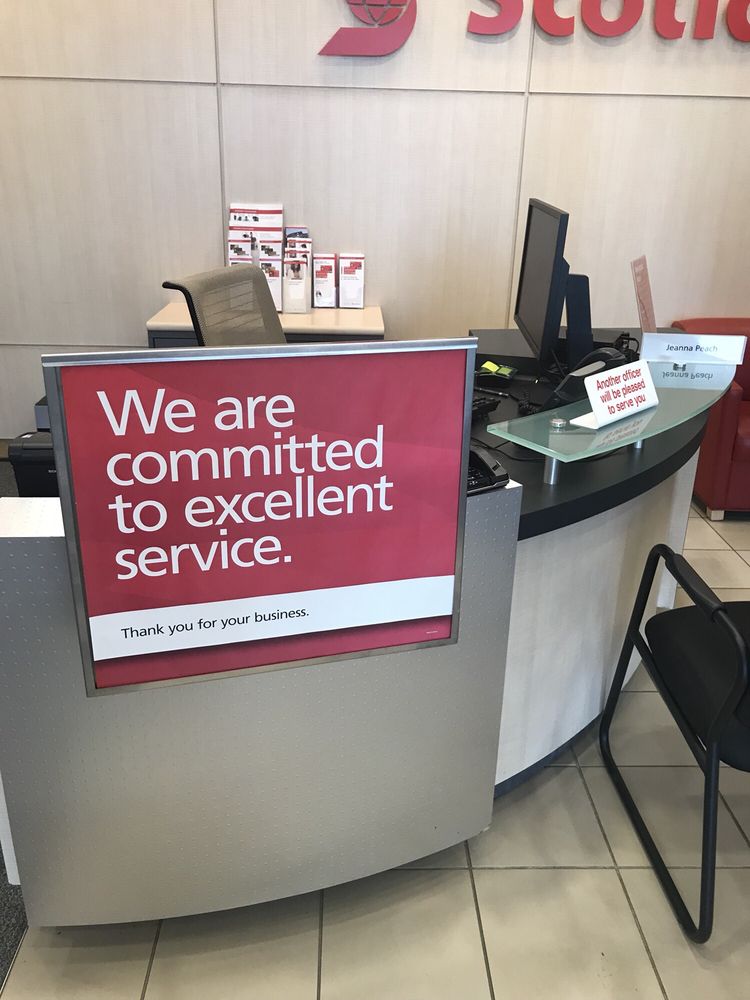 Scotia
Jeanna Peach
Another officer
will be pleased
to serve you
We are
committed
to excellent
service.
Thank you for your business.